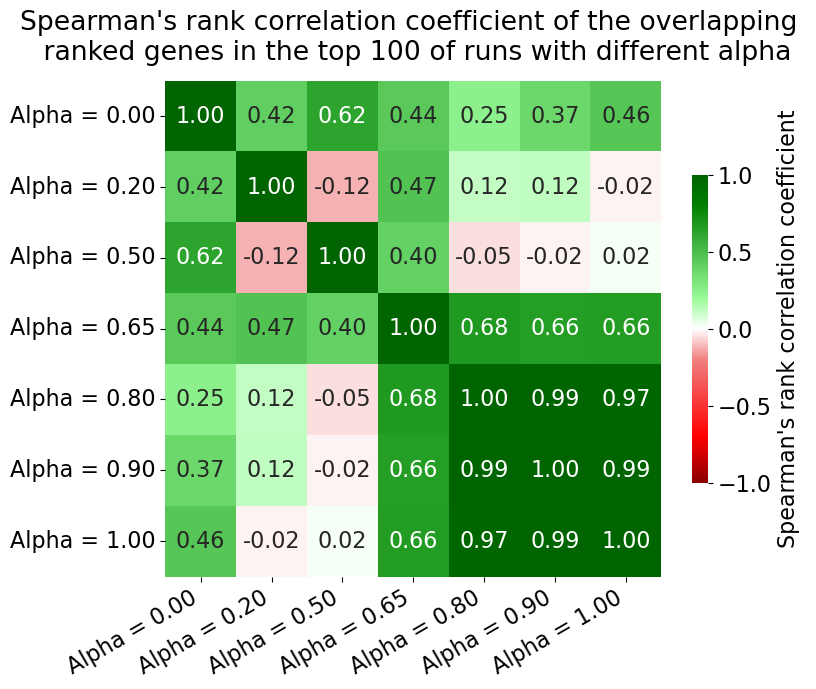 Spearman's rank correlation coefficient of the overlapping
ranked genes in the top 100 of runs with different alpha
Alpha = 0.00 1.00 0.42 0.62 0.44 0.25 0.37 0.46
Alpha = 0.20 0.42 1.00 -0.12 0.47 0.12 0.12 -0.02
Alpha = 0.50 0.62 -0.12 1.00 0.40 -0.05 -0.02 0.02
Alpha = 0.65 0.44 0.47 0.40 1.00 0.68 0.66 0.66
Alpha = 0.80 0.25 0.12 -0.05 0.68 1.00 0.99 0.97
Alpha = 0.90 0.37 0.12 -0.02 0.66 0.99 1.00 0.99
Alpha = 1.00 0.46 -0.02 0.02 0.66 0.97 0.99 1.00
Alpha = 0.00
Alpha = 0.20
Alpha = 0.50
Alpha = 0.65
Alpha = 0.80
Alpha = 0.90
Alpha = 1.00
1.0
0.5
0.0
−0.5
−1.0
Spearman's rank correlation coefficient